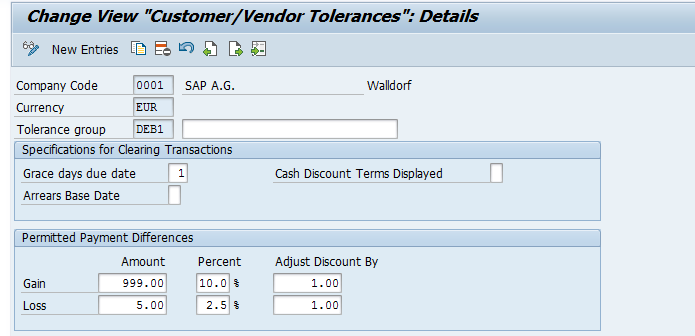 Change View "Customer/Vendor Tolerances": Details
New Entries
Company Code 0001 SAP A.G. Walldorf
Currency EUR
Tolerance group DEB1
Specifications for Clearing Transactions
Grace days due date 1 Cash Discount Terms Displayed
Arrears Base Date
Permitted Payment Differences
Amount Percent Adjust Discount By
Gain 999.00 10.0 % 1.00
Loss 5.00 2.5 % 1.00